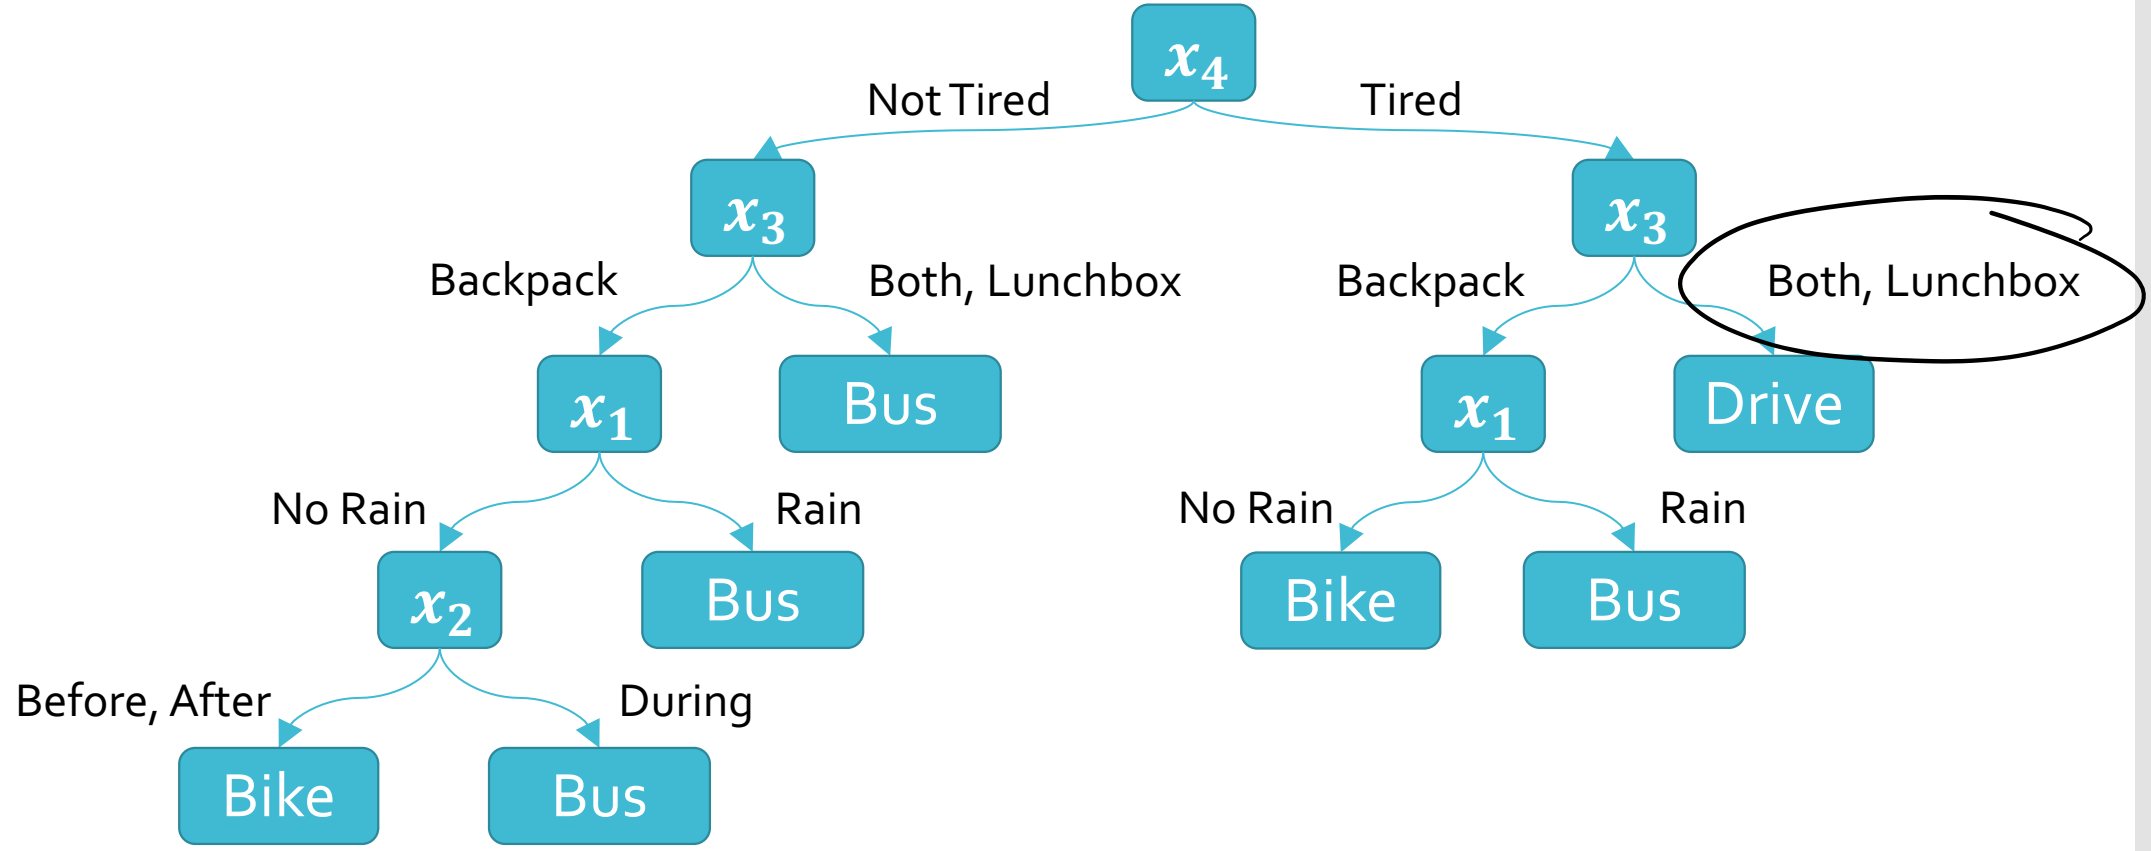 x₄
Not Tired Tired
x₃ x₃
Backpack Both, Lunchbox Backpack Both, Lunchbox
x₁ Bus x₁ Drive
No Rain Rain No Rain Rain
x₂ Bus Bike Bus
Before, After During
Bike Bus